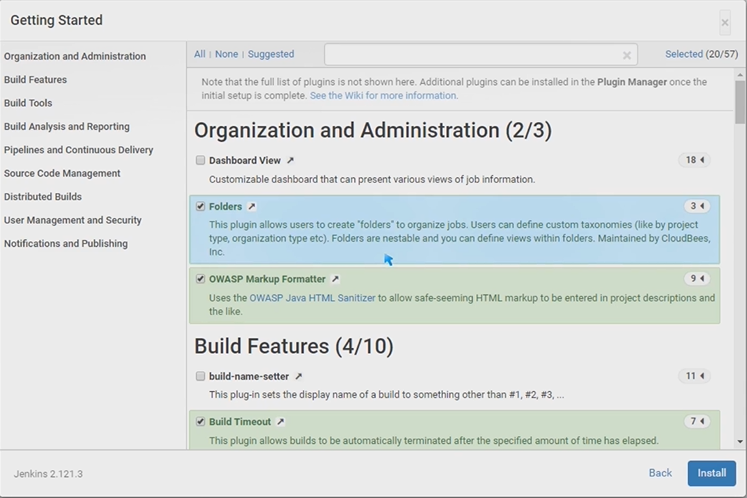 Getting Started
×
Organization and Administration
Build Features
Build Tools
Build Analysis and Reporting
Pipelines and Continuous Delivery
Source Code Management
Distributed Builds
User Management and Security
Notifications and Publishing
All | None | Suggested
Selected (20/57)
Note that the full list of plugins is not shown here. Additional plugins can be installed in the Plugin Manager once the
initial setup is complete. See the Wiki for more information.
Organization and Administration (2/3)
Dashboard View 18
Customizable dashboard that can present various views of job information.
Folders 3
This plugin allows users to create "folders" to organize jobs. Users can define custom taxonomies (like by project
type, organization type etc). Folders are nestable and you can define views within folders. Maintained by CloudBees,
Inc.
OWASP Markup Formatter 9
Uses the OWASP Java HTML Sanitizer to allow safe-seeming HTML markup to be entered in project descriptions and
the like.
Build Features (4/10)
build-name-setter 11
This plug-in sets the display name of a build to something other than #1, #2, #3, ...
Build Timeout 7
This plugin allows builds to be automatically terminated after the specified amount of time has elapsed.
Jenkins 2.121.3
Back
Install